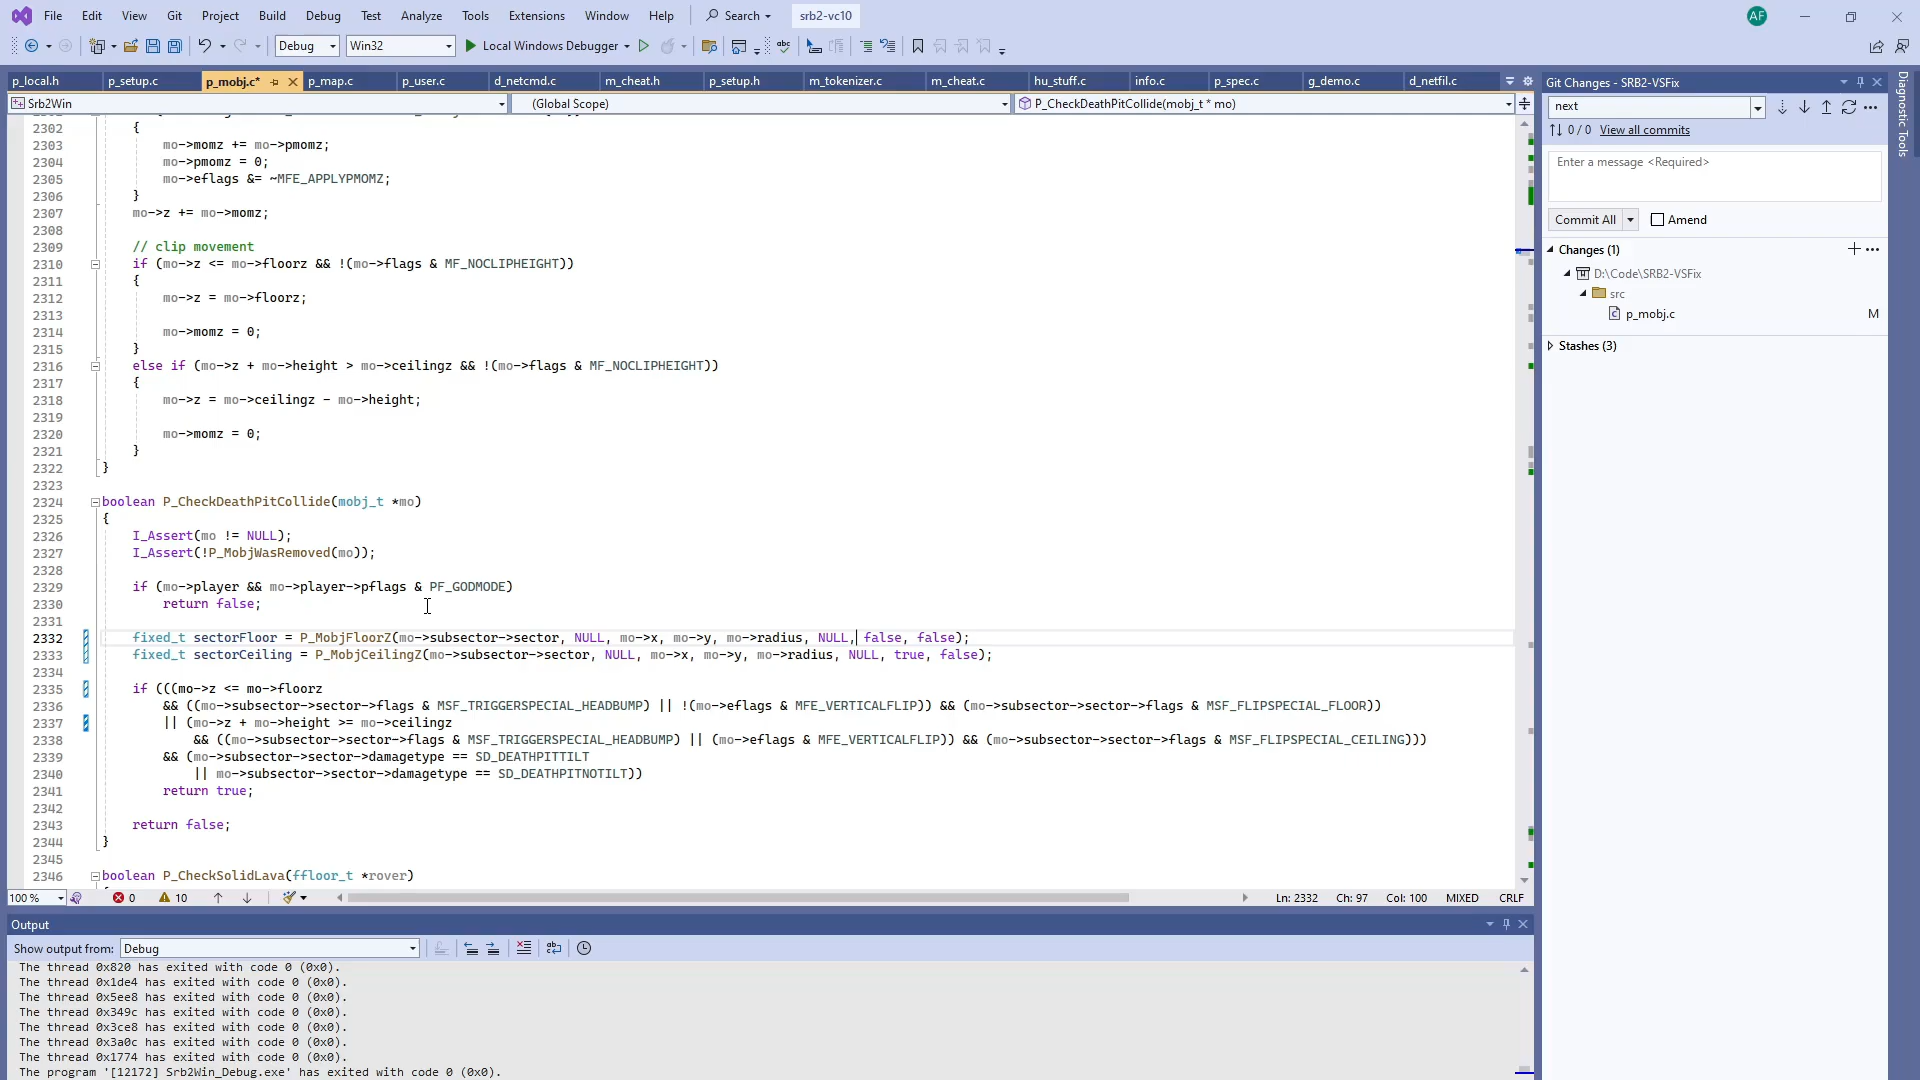 File Edit View Git Project Build Debug Test Analyze Tools Extensions Window Help Search srb2-vc10 AF
Debug Win32 Local Windows Debugger
p_local.h p_setup.c p_mobj.c* p_map.c p_user.c d_netcmd.c m_cheat.h p_setup.h m_tokenizer.c m_cheat.c hu_stuff.c info.c p_spec.c g_demo.c d_netfil.c
Srb2Win (Global Scope) P_CheckDeathPitCollide(mobj_t * mo)
2302 {
2303 mo->momz += mo->pmomz;
2304 mo->pmomz = 0;
2305 mo->eflags &= ~MFE_APPLYPMOMZ;
2306 }
2307 mo->z += mo->momz;
2308
2309 // clip movement
2310 if (mo->z <= mo->floorz && !(mo->flags & MF_NOCLIPHEIGHT))
2311 {
2312 mo->z = mo->floorz;
2313
2314 mo->momz = 0;
2315 }
2316 else if (mo->z + mo->height > mo->ceilingz && !(mo->flags & MF_NOCLIPHEIGHT))
2317 {
2318 mo->z = mo->ceilingz - mo->height;
2319
2320 mo->momz = 0;
2321 }
2322 }
2323
2324 boolean P_CheckDeathPitCollide(mobj_t *mo)
2325 {
2326 I_Assert(mo != NULL);
2327 I_Assert(!P_MobjWasRemoved(mo));
2328
2329 if (mo->player && mo->player->pflags & PF_GODMODE)
2330 return false;
2331
2332 fixed_t sectorFloor = P_MobjFloorZ(mo->subsector->sector, NULL, mo->x, mo->y, mo->radius, NULL, false, false);
2333 fixed_t sectorCeiling = P_MobjCeilingZ(mo->subsector->sector, NULL, mo->x, mo->y, mo->radius, NULL, true, false);
2334
2335 if (((mo->z <= mo->floorz
2336 && ((mo->subsector->sector->flags & MSF_TRIGGERSPECIAL_HEADBUMP) || !(mo->eflags & MFE_VERTICALFLIP)) && (mo->subsector->sector->flags & MSF_FLIPSPECIAL_FLOOR))
2337 || (mo->z + mo->height >= mo->ceilingz
2338 && ((mo->subsector->sector->flags & MSF_TRIGGERSPECIAL_HEADBUMP) || (mo->eflags & MFE_VERTICALFLIP)) && (mo->subsector->sector->flags & MSF_FLIPSPECIAL_CEILING)))
2339 && (mo->subsector->sector->damagetype == SD_DEATHPITTILT
2340 || mo->subsector->sector->damagetype == SD_DEATHPITNOTILT))
2341 return true;
2342
2343 return false;
2344 }
2345
2346 boolean P_CheckSolidLava(ffloor_t *rover)
100 % 0 10 Ln: 2332 Ch: 97 Col: 100 MIXED CRLF
Output
Show output from: Debug
The thread 0x820 has exited with code 0 (0x0).
The thread 0x1de4 has exited with code 0 (0x0).
The thread 0x5ee8 has exited with code 0 (0x0).
The thread 0x349c has exited with code 0 (0x0).
The thread 0x3ce8 has exited with code 0 (0x0).
The thread 0x3a0c has exited with code 0 (0x0).
The thread 0x1774 has exited with code 0 (0x0).
The program '[12172] Srb2Win_Debug.exe' has exited with code 0 (0x0).
Git Changes - SRB2-VSFix
next
0 / 0 View all commits
Enter a message <Required>
Commit All Amend
Changes (1)
D:\Code\SRB2-VSFix
src
p_mobj.c M
Stashes (3)
Diagnostic Tools